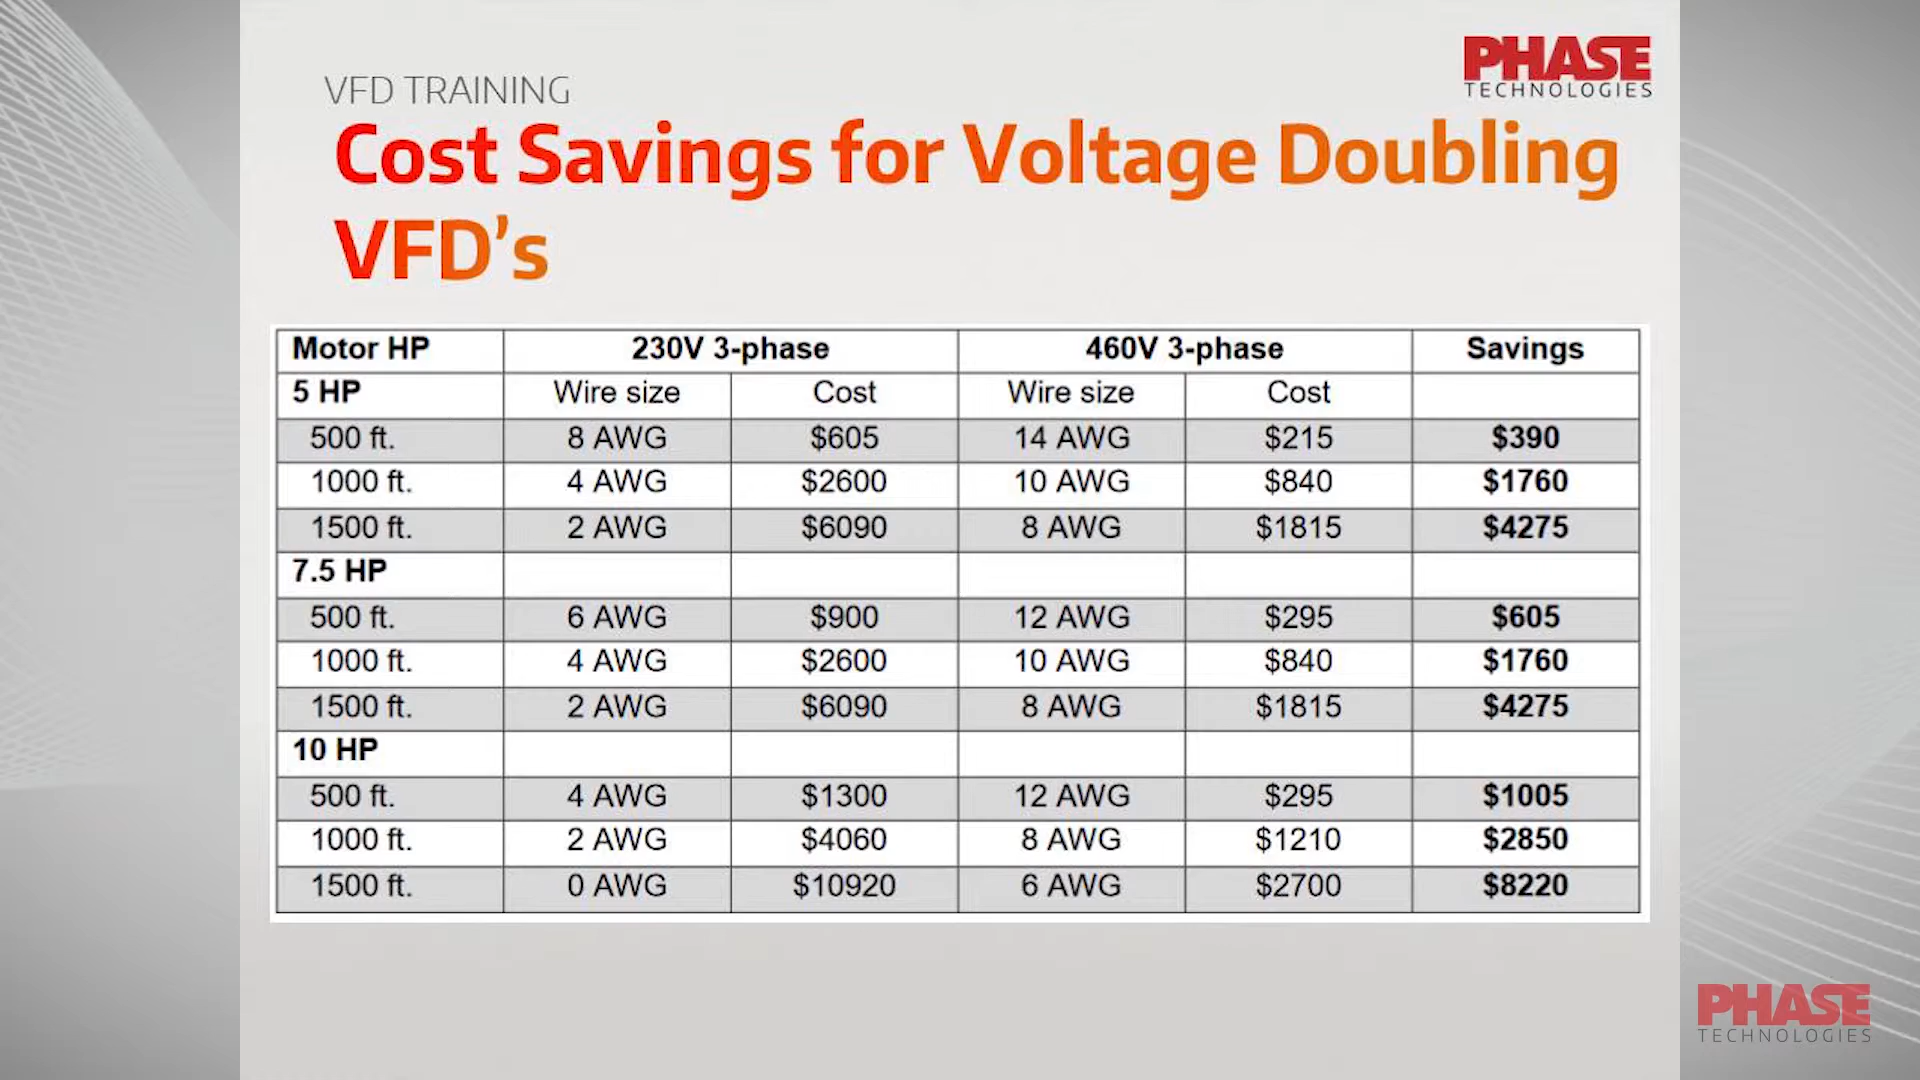 PHASE
TECHNOLOGIES
VFD TRAINING
Cost Savings for Voltage Doubling
VFD’s
Motor HP 230V 3-phase 460V 3-phase Savings
5 HP Wire size Cost Wire size Cost
500 ft. 8 AWG $605 14 AWG $215 $390
1000 ft. 4 AWG $2600 10 AWG $840 $1760
1500 ft. 2 AWG $6090 8 AWG $1815 $4275
7.5 HP
500 ft. 6 AWG $900 12 AWG $295 $605
1000 ft. 4 AWG $2600 10 AWG $840 $1760
1500 ft. 2 AWG $6090 8 AWG $1815 $4275
10 HP
500 ft. 4 AWG $1300 12 AWG $295 $1005
1000 ft. 2 AWG $4060 8 AWG $1210 $2850
1500 ft. 0 AWG $10920 6 AWG $2700 $8220
PHASE
TECHNOLOGIES